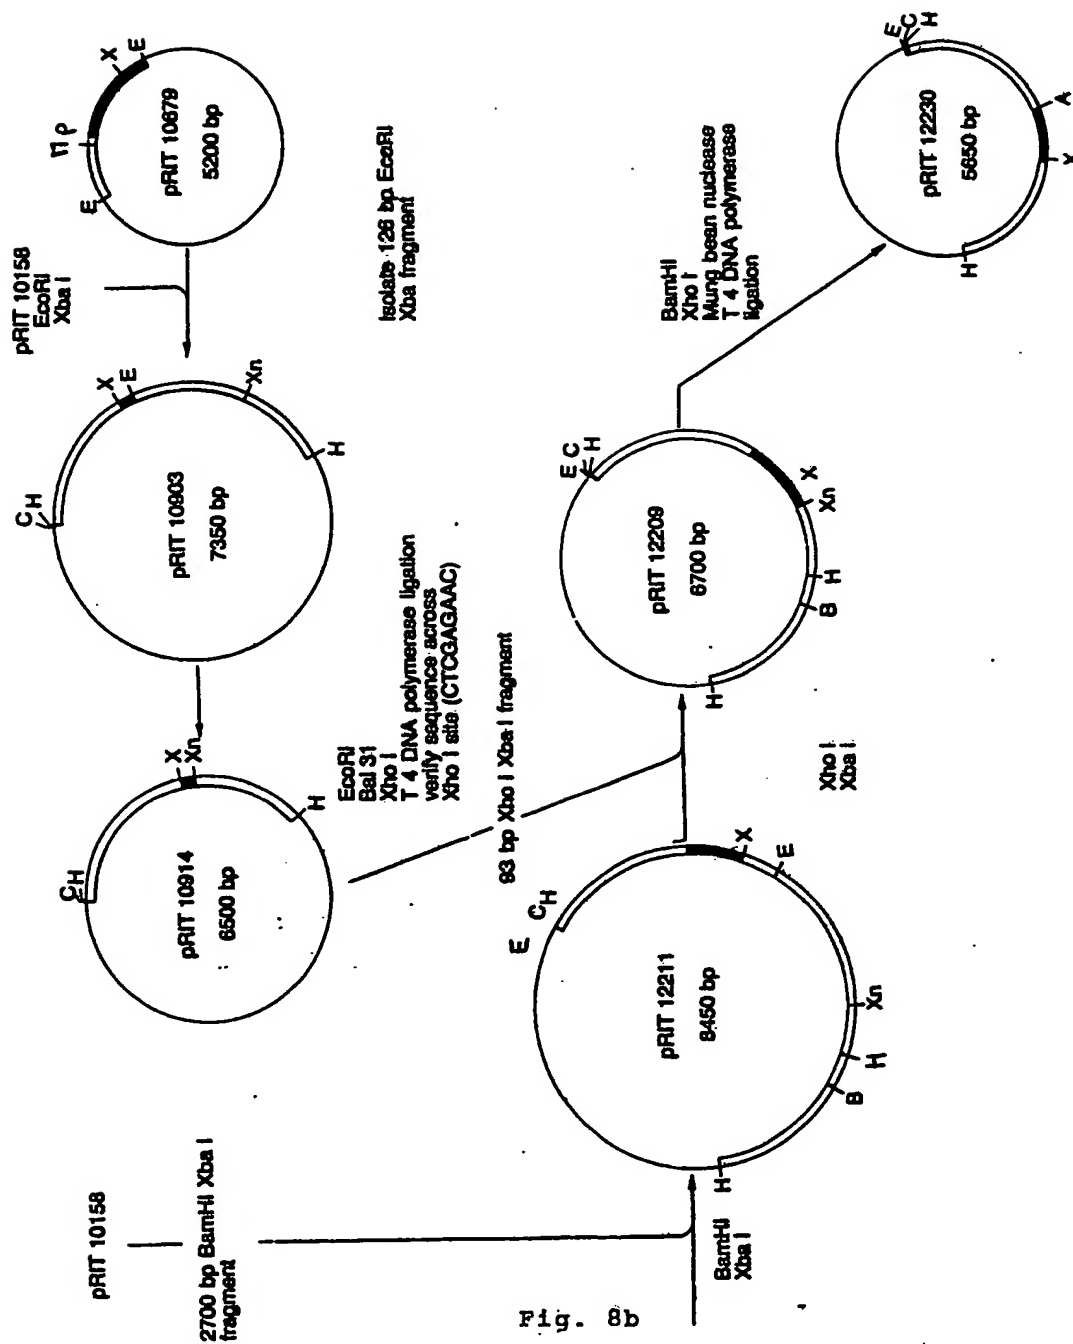 pRIT 10158
EcoRI
Xba I
E
Π ρ
X
E
pRIT 10679
5200 bp
Isolate 126 bp EcoRI
Xba fragment
C H
X
E
Xn
H
pRIT 10903
7350 bp
EcoRI
Bal 31
Xho I
T 4 DNA polymerase ligation
verify sequence across
Xho I site (CTCGAGAAC)
C H
X
Xn
H
pRIT 10914
6500 bp
93 bp Xho I Xba I fragment
pRIT 10158
2700 bp BamHI Xba I
fragment
BamHI
Xba I
E
C H
X
E
Xn
H
B
H
pRIT 12211
8450 bp
Xho I
Xba I
E C H
X
Xn
H
B
H
pRIT 12209
6700 bp
BamHI
Xho I
Mung bean nuclease
T 4 DNA polymerase
ligation
E C H
A
X
H
pRIT 12230
5650 bp
Fig. 8b